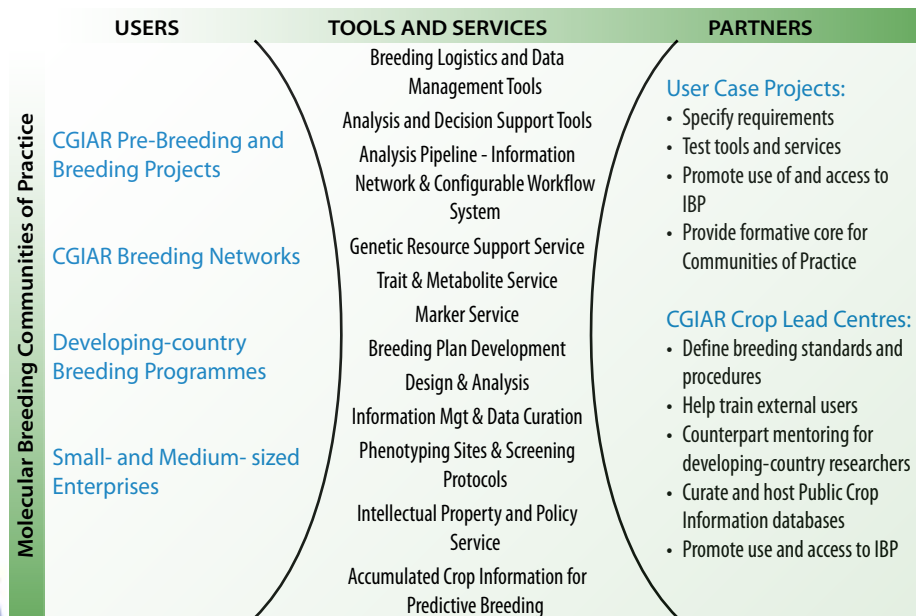 USERS
TOOLS AND SERVICES
PARTNERS
Molecular Breeding Communities of Practice
CGIAR Pre-Breeding and
Breeding Projects
CGIAR Breeding Networks
Developing-country
Breeding Programmes
Small- and Medium- sized
Enterprises
Breeding Logistics and Data
Management Tools
Analysis and Decision Support Tools
Analysis Pipeline - Information
Network & Configurable Workflow
System
Genetic Resource Support Service
Trait & Metabolite Service
Marker Service
Breeding Plan Development
Design & Analysis
Information Mgt & Data Curation
Phenotyping Sites & Screening
Protocols
Intellectual Property and Policy
Service
Accumulated Crop Information for
Predictive Breeding
User Case Projects:
• Specify requirements
• Test tools and services
• Promote use of and access to
IBP
• Provide formative core for
Communities of Practice
CGIAR Crop Lead Centres:
• Define breeding standards and
procedures
• Help train external users
• Counterpart mentoring for
developing-country researchers
• Curate and host Public Crop
Information databases
• Promote use and access to IBP